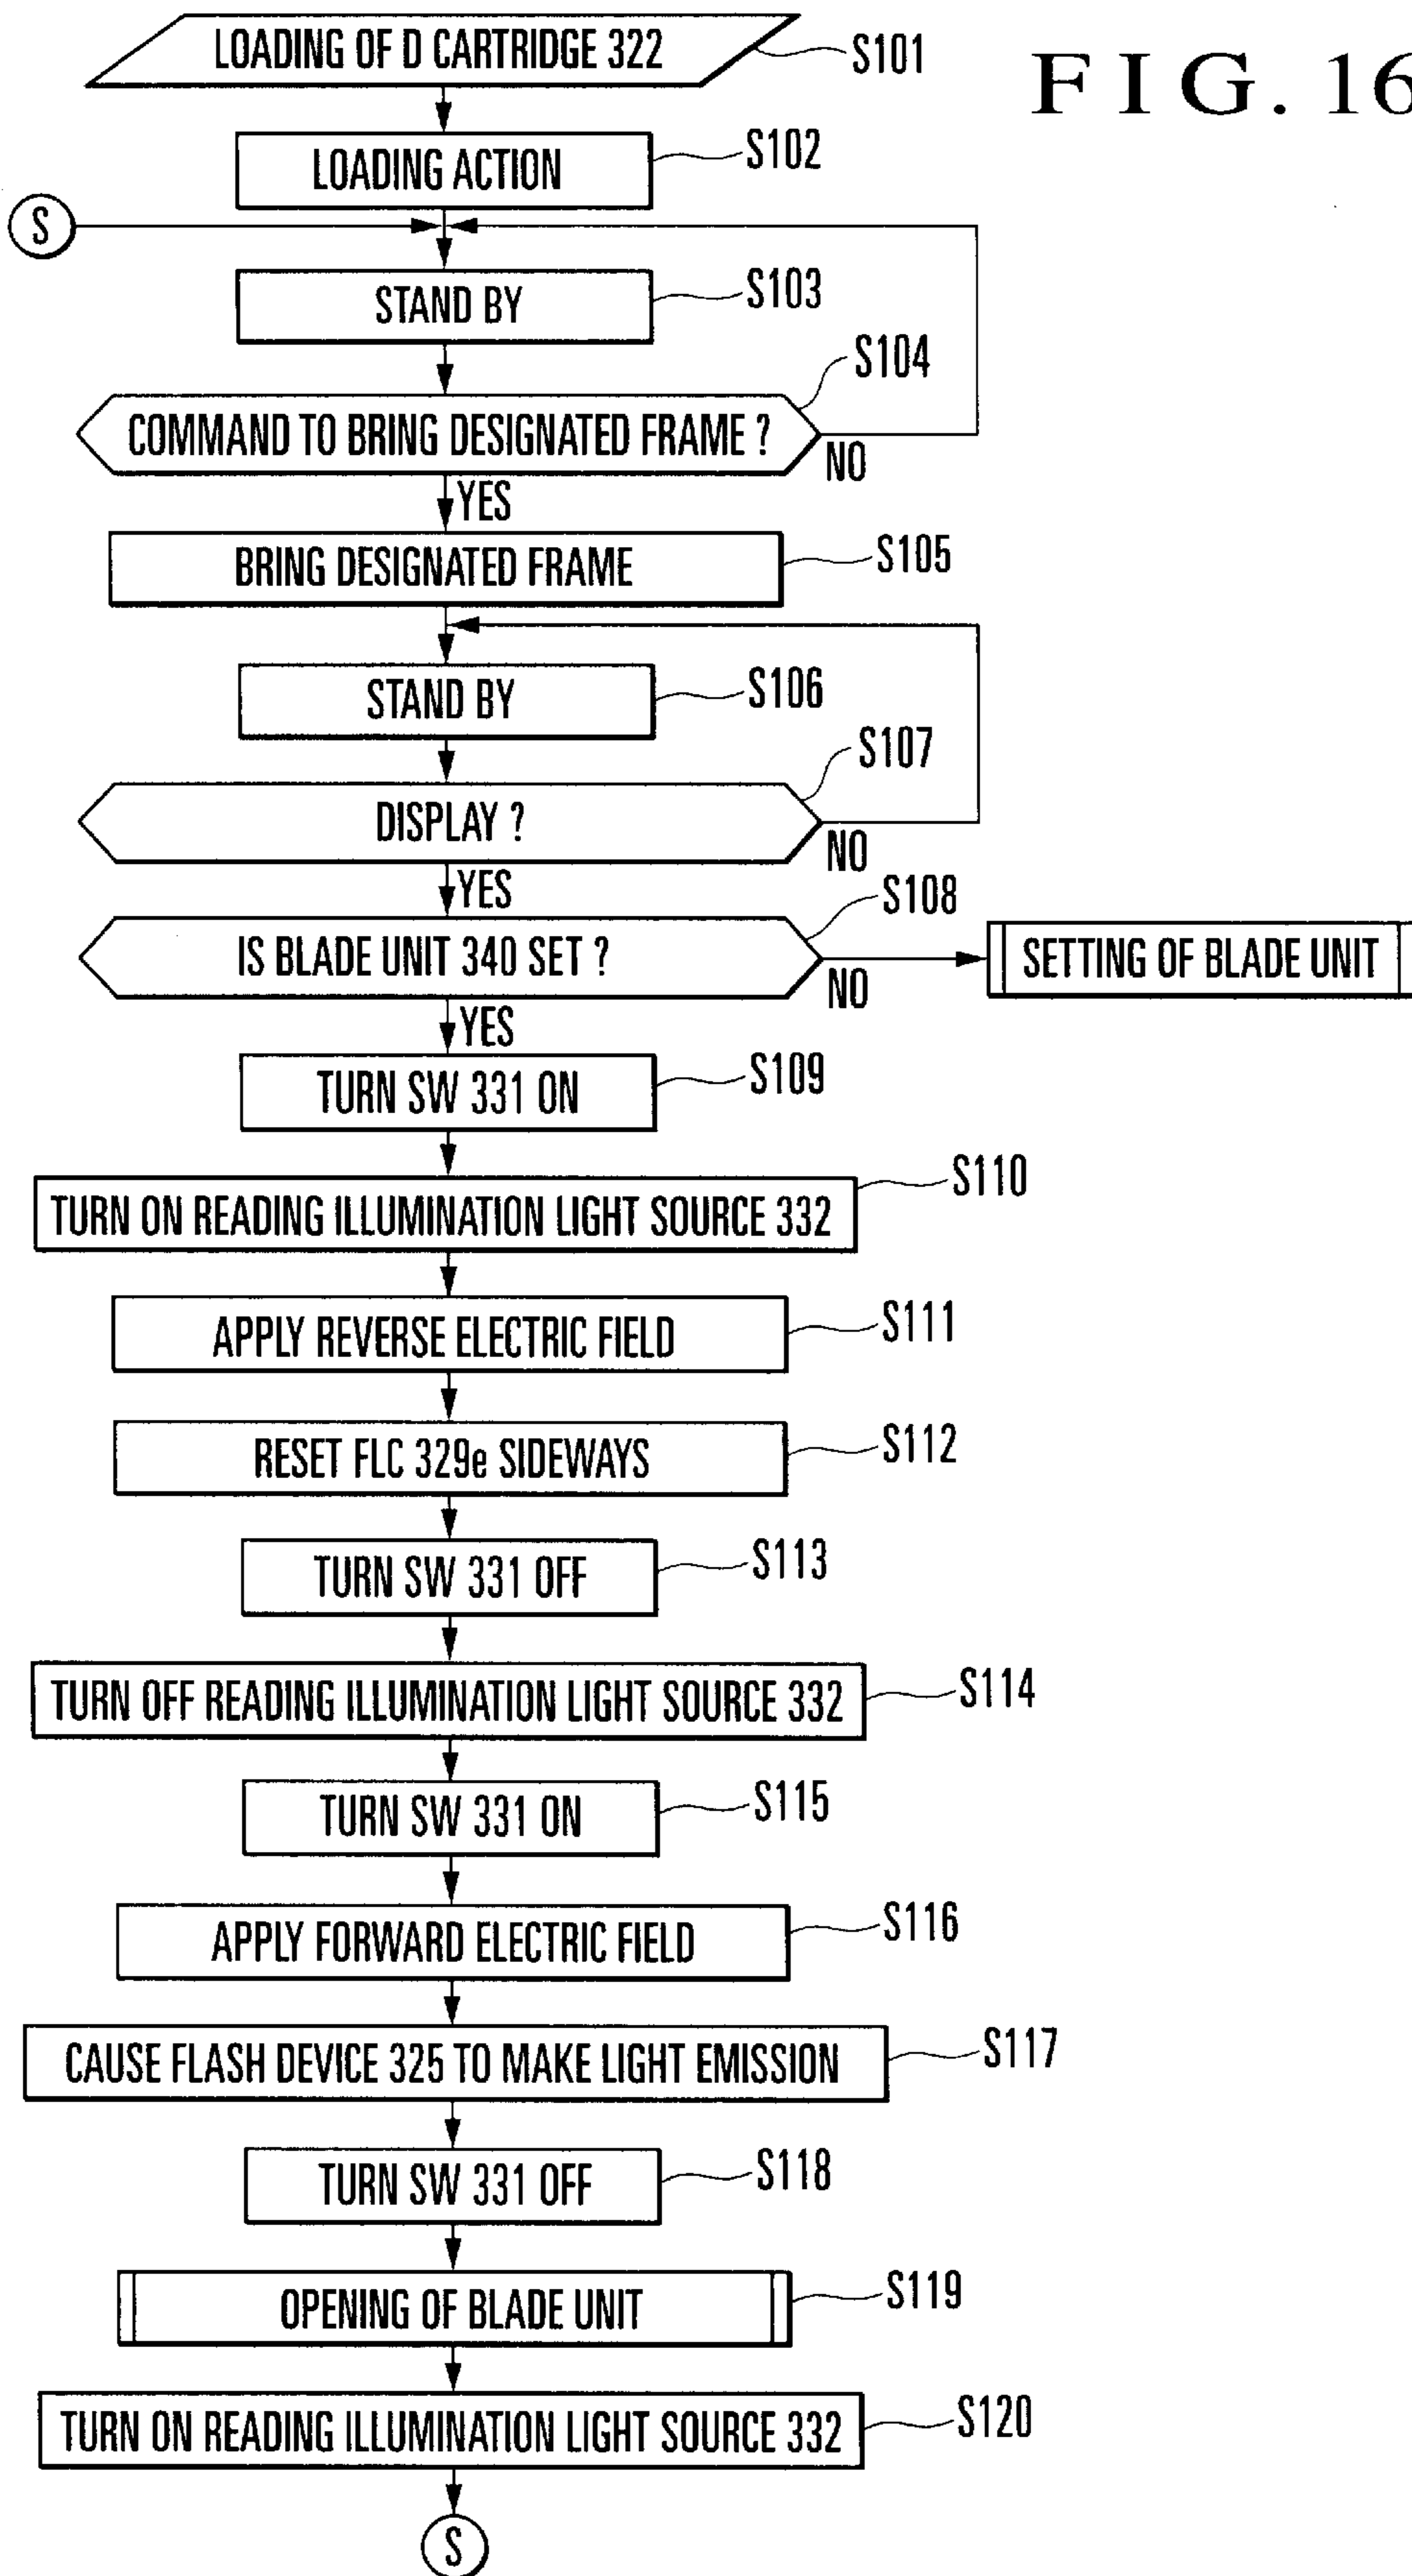 LOADING OF D CARTRIDGE 322
S101
F I G. 16
LOADING ACTION
S102
S
STAND BY
S103
S104
COMMAND TO BRING DESIGNATED FRAME ?
NO
YES
BRING DESIGNATED FRAME
S105
STAND BY
S106
S107
DISPLAY ?
NO
YES
S108
IS BLADE UNIT 340 SET ?
NO
SETTING OF BLADE UNIT
YES
TURN SW 331 ON
S109
TURN ON READING ILLUMINATION LIGHT SOURCE 332
S110
APPLY REVERSE ELECTRIC FIELD
S111
RESET FLC 329e SIDEWAYS
S112
TURN SW 331 OFF
S113
TURN OFF READING ILLUMINATION LIGHT SOURCE 332
S114
TURN SW 331 ON
S115
APPLY FORWARD ELECTRIC FIELD
S116
CAUSE FLASH DEVICE 325 TO MAKE LIGHT EMISSION
S117
TURN SW 331 OFF
S118
OPENING OF BLADE UNIT
S119
TURN ON READING ILLUMINATION LIGHT SOURCE 332
S120
S